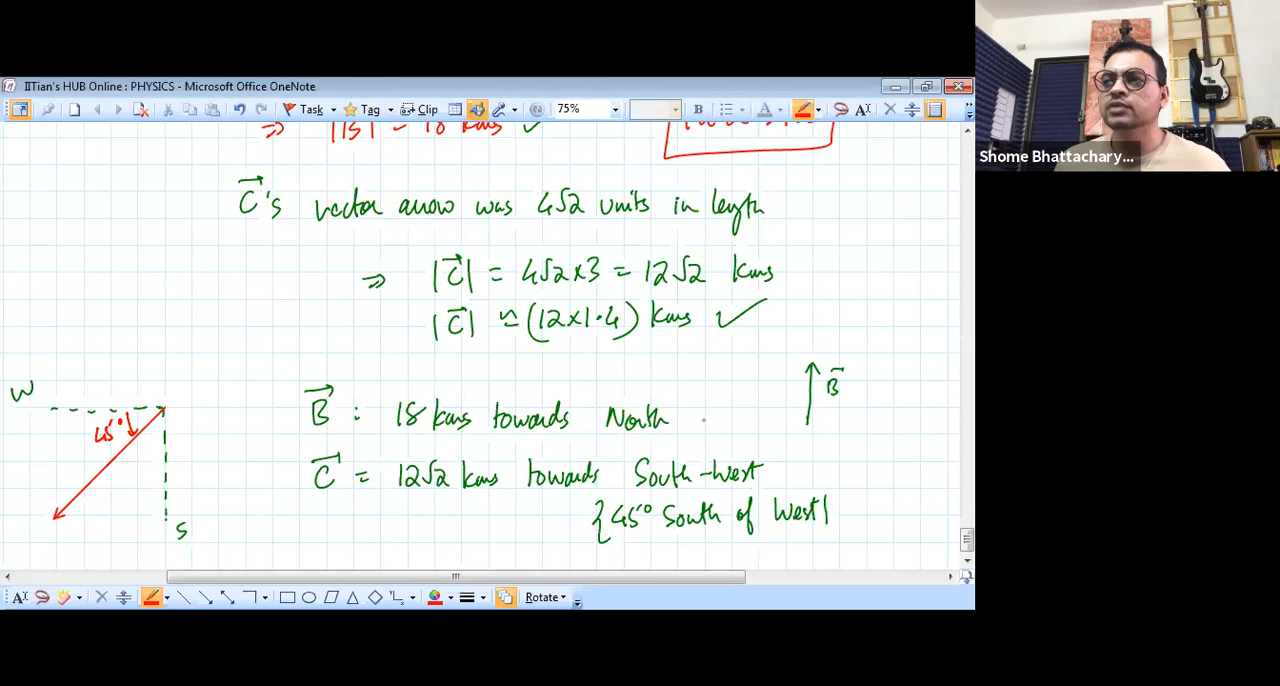 IITian's HUB Online : PHYSICS - Microsoft Office OneNote
Task Tag Clip 75% B A
Shome Bhattachary...
⇒ |B| = 18 kms ✓
C⃗'s vector arrow was 4√2 units in length
⇒ |C⃗| = 4√2×3 = 12√2 kms
|C⃗| ≈ (12×1.4) kms ✓
W
45°
S
B⃗ : 18 kms towards North
B⃗
C⃗ = 12√2 kms towards South-West
{45° South of West}
Rotate